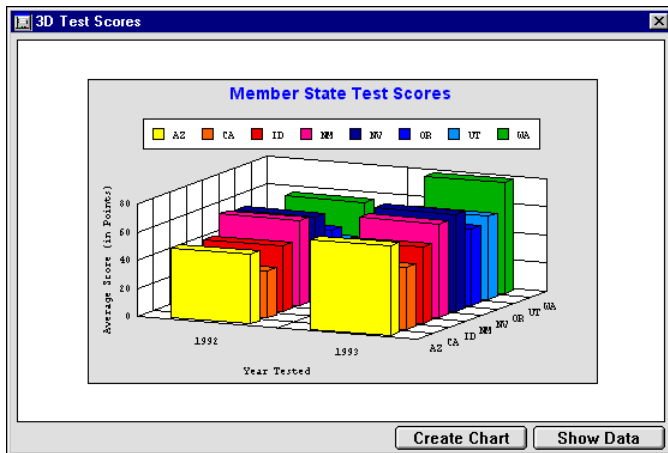 3D Test Scores
Member State Test Scores
AZ CA ID NM NV OR UT WA
80
60
40
20
0
Average Score (in Points)
1992
1993
Year Tested
AZ
CA
ID
NM
NV
OR
UT
WA
Create Chart
Show Data